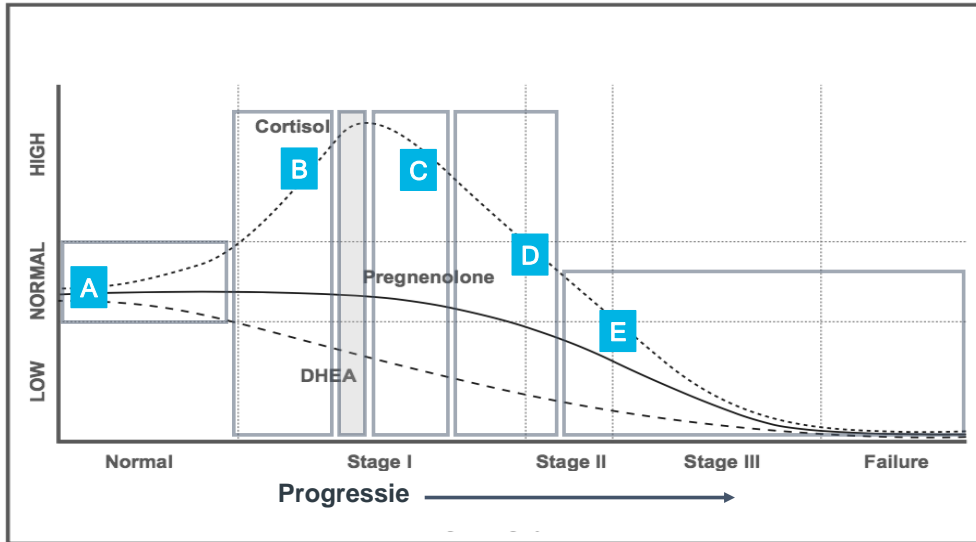 HIGH
NORMAL
LOW
Cortisol
B
C
A
D
Pregnenolone
E
DHEA
Normal
Stage I
Stage II
Stage III
Failure
Progressie